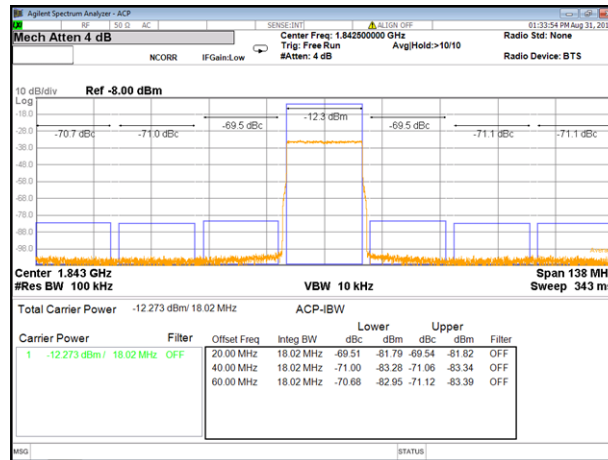 Agilent Spectrum Analyzer - ACP
RF 50 Ω AC SENSE:INT ALIGN OFF 01:33:54 PM Aug 31, 201
Mech Atten 4 dB
Center Freq: 1.842500000 GHz
Radio Std: None
Trig: Free Run Avg|Hold:>10/10
NCORR IFGain:Low #Atten: 4 dB Radio Device: BTS
10 dB/div Ref -8.00 dBm
Log
-18.0
-28.0
-38.0
-48.0
-58.0
-68.0
-78.0
-88.0
-98.0
-70.7 dBc -71.0 dBc -69.5 dBc -12.3 dBm -69.5 dBc -71.1 dBc -71.1 dBc
Center 1.843 GHz Span 138 MH
#Res BW 100 kHz VBW 10 kHz Sweep 343 ms
Total Carrier Power -12.273 dBm/ 18.02 MHz ACP-IBW
Lower Upper
Carrier Power Filter Offset Freq Integ BW dBc dBm dBc dBm Filter
1 -12.273 dBm / 18.02 MHz OFF 20.00 MHz 18.02 MHz -69.51 -81.79 -69.54 -81.82 OFF
40.00 MHz 18.02 MHz -71.00 -83.28 -71.06 -83.34 OFF
60.00 MHz 18.02 MHz -70.68 -82.95 -71.12 -83.39 OFF
MSG STATUS